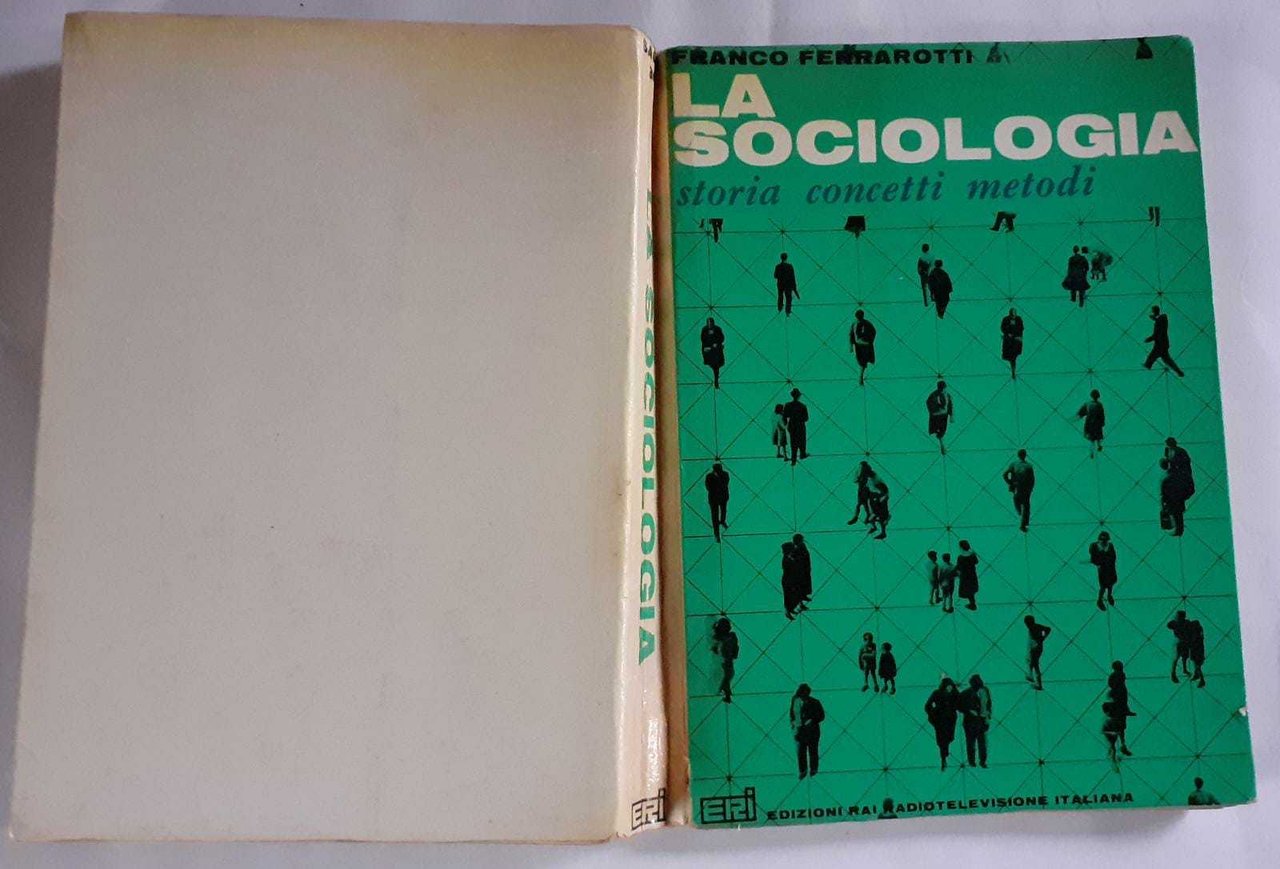 FRANCO FERRAROTTI
LA
SOCIOLOGIA
storia concetti metodi
ERI EDIZIONI RAI RADIOTELEVISIONE ITALIANA
LA SOCIOLOGIA
ERI